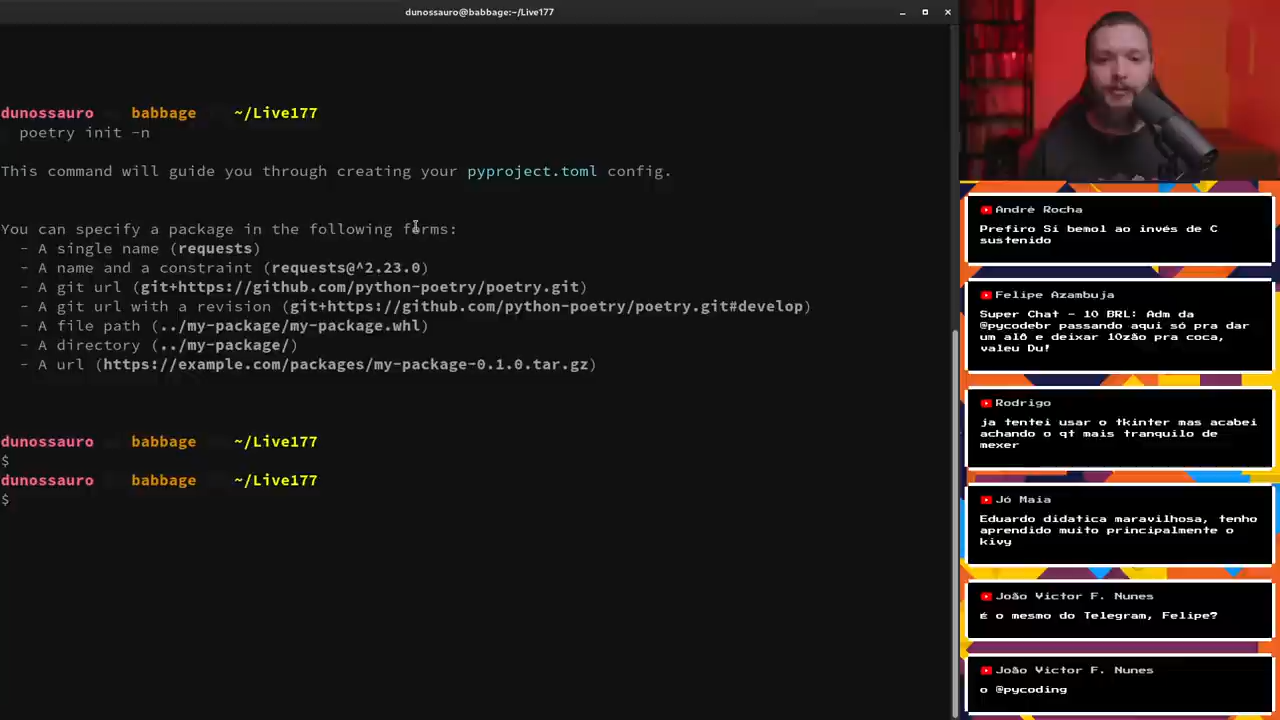 dunossauro@babbage:~/Live177
dunossauro babbage ~/Live177
poetry init -n
This command will guide you through creating your pyproject.toml config.
You can specify a package in the following forms:
- A single name (requests)
- A name and a constraint (requests@^2.23.0)
- A git url (git+https://github.com/python-poetry/poetry.git)
- A git url with a revision (git+https://github.com/python-poetry/poetry.git#develop)
- A file path (../my-package/my-package.whl)
- A directory (../my-package/)
- A url (https://example.com/packages/my-package-0.1.0.tar.gz)
dunossauro babbage ~/Live177
$
dunossauro babbage ~/Live177
$
André Rocha
Prefiro Si bemol ao invés de C
sustenido
Felipe Azambuja
Super Chat - 10 BRL: Adm da
@pycodebr passando aqui só pra dar
um alô e deixar 10zão pra coca,
valeu Du!
Rodrigo
ja tentei usar o tkinter mas acabei
achando o qt mais tranquilo de
mexer
Jó Maia
Eduardo didatica maravilhosa, tenho
aprendido muito principalmente o
kivy
João Victor F. Nunes
É o mesmo do Telegram, Felipe?
João Victor F. Nunes
o @pycoding